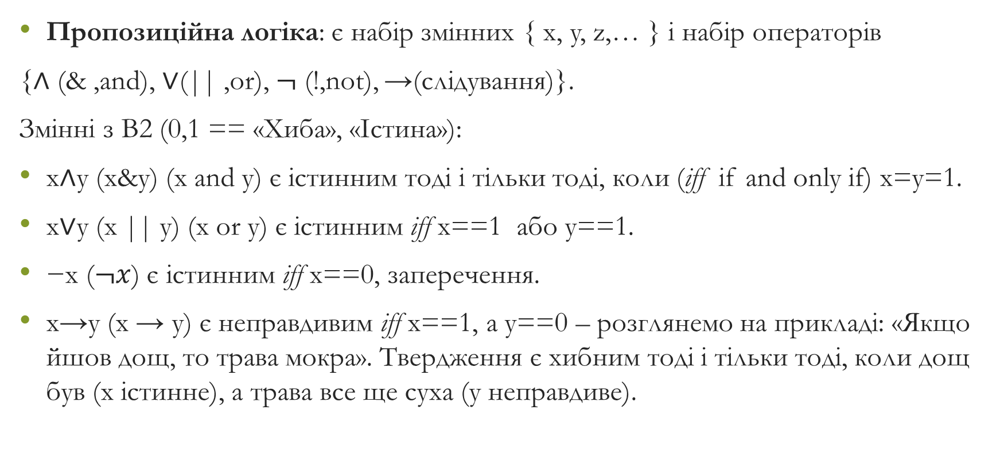 • Пропозиційна логіка: є набір змінних { x, y, z,… } і набір операторів
{∧ (& ,and), ∨(|| ,or), ¬ (!,not), →(слідування)}.
Змінні з B2 (0,1 == «Хиба», «Істина»):
• x∧y (x&y) (x and y) є істинним тоді і тільки тоді, коли (iff if and only if) x=y=1.
• x∨y (x || y) (x or y) є істинним iff x==1 або y==1.
• −x (¬x) є істинним iff x==0, заперечення.
• x→y (x → y) є неправдивим iff x==1, а y==0 – розглянемо на прикладі: «Якщо
йшов дощ, то трава мокра». Твердження є хибним тоді і тільки тоді, коли дощ
був (x істинне), а трава все ще суха (y неправдиве).